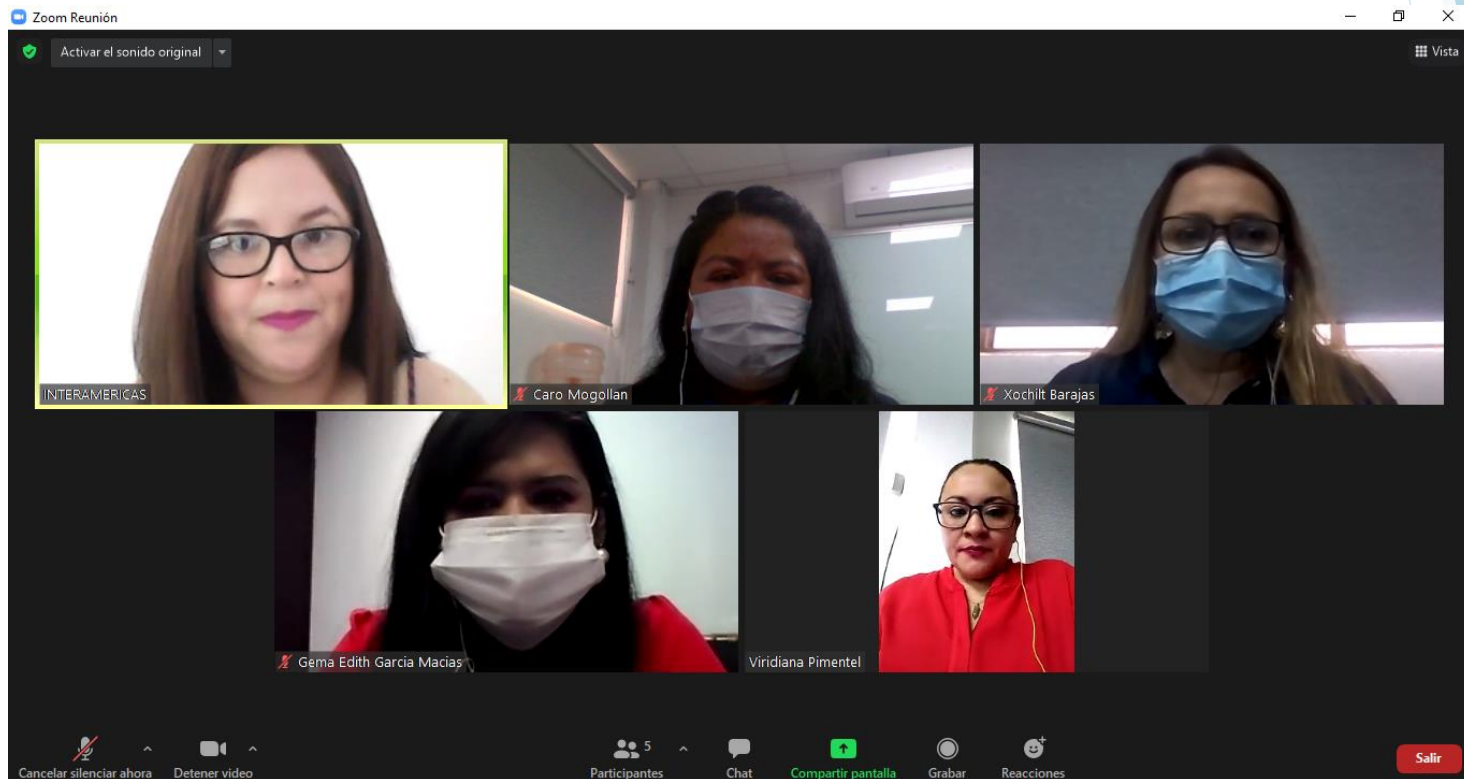 Zoom Reunión
Activar el sonido original
Vista
INTERAMERICAS
Caro Mogollan
Xochilt Barajas
Gema Edith Garcia Macias
Viridiana Pimentel
Cancelar silenciar ahora
Detener video
5
Participantes
Chat
Compartir pantalla
Grabar
Reacciones
Salir